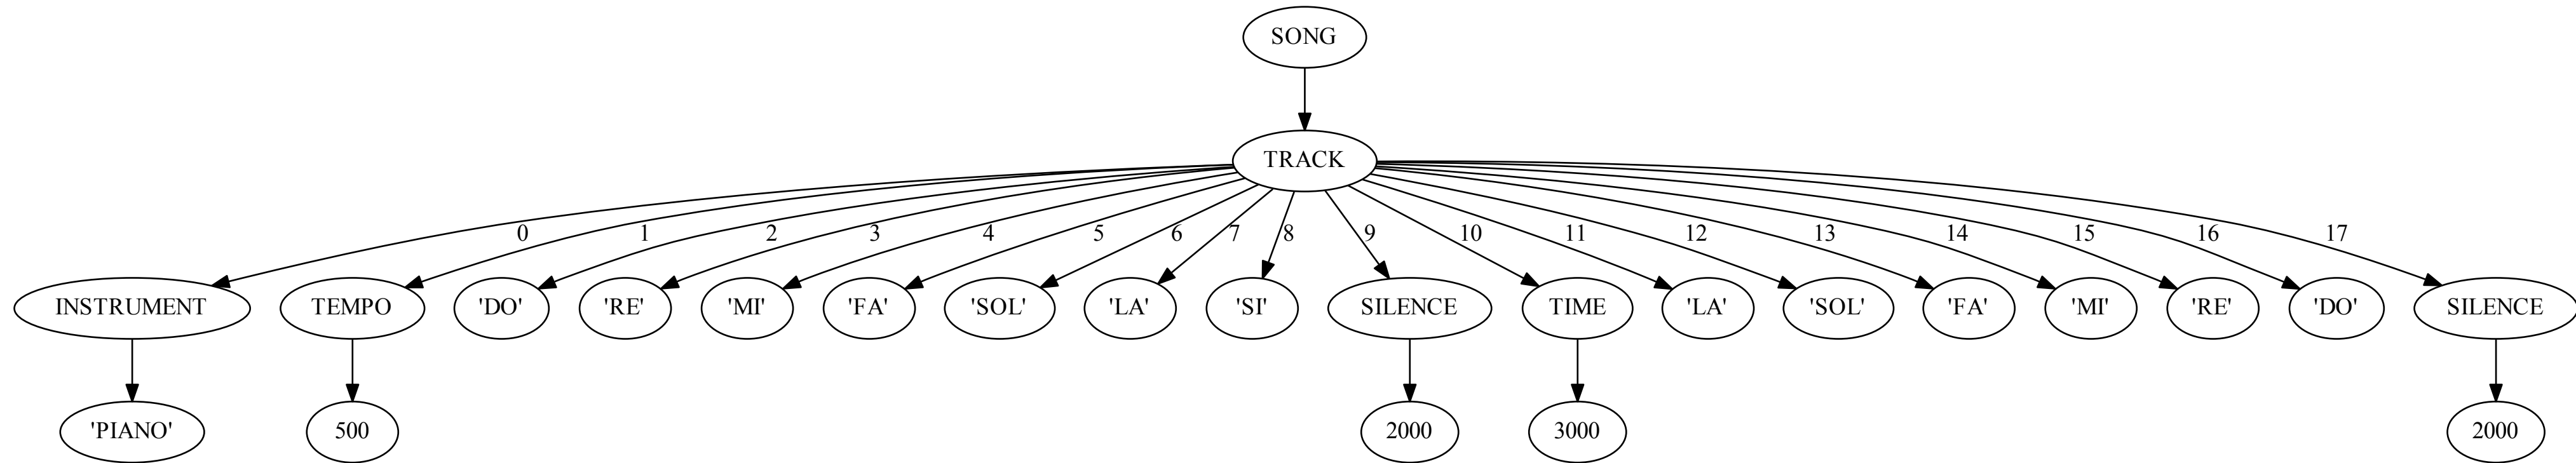 SONG
TRACK
0 1 2 3 4 5 6 7 8 9 10 11 12 13 14 15 16 17
INSTRUMENT TEMPO 'DO' 'RE' 'MI' 'FA' 'SOL' 'LA' 'SI' SILENCE TIME 'LA' 'SOL' 'FA' 'MI' 'RE' 'DO' SILENCE
'PIANO' 500 2000 3000 2000